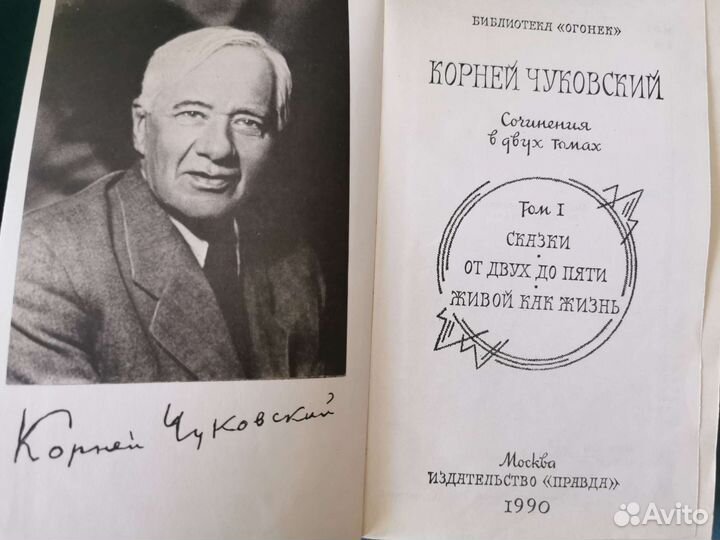 Корней Чуковский
БИБЛИОТЕКА «ОГОНЕК»
КОРНЕЙ ЧУКОВСКИЙ
Сочинения
в двух томах
Том I
СКАЗКИ
•
ОТ ДВУХ ДО ПЯТИ
•
ЖИВОЙ КАК ЖИЗНЬ
Москва
ИЗДАТЕЛЬСТВО «ПРАВДА»
1990
Avito